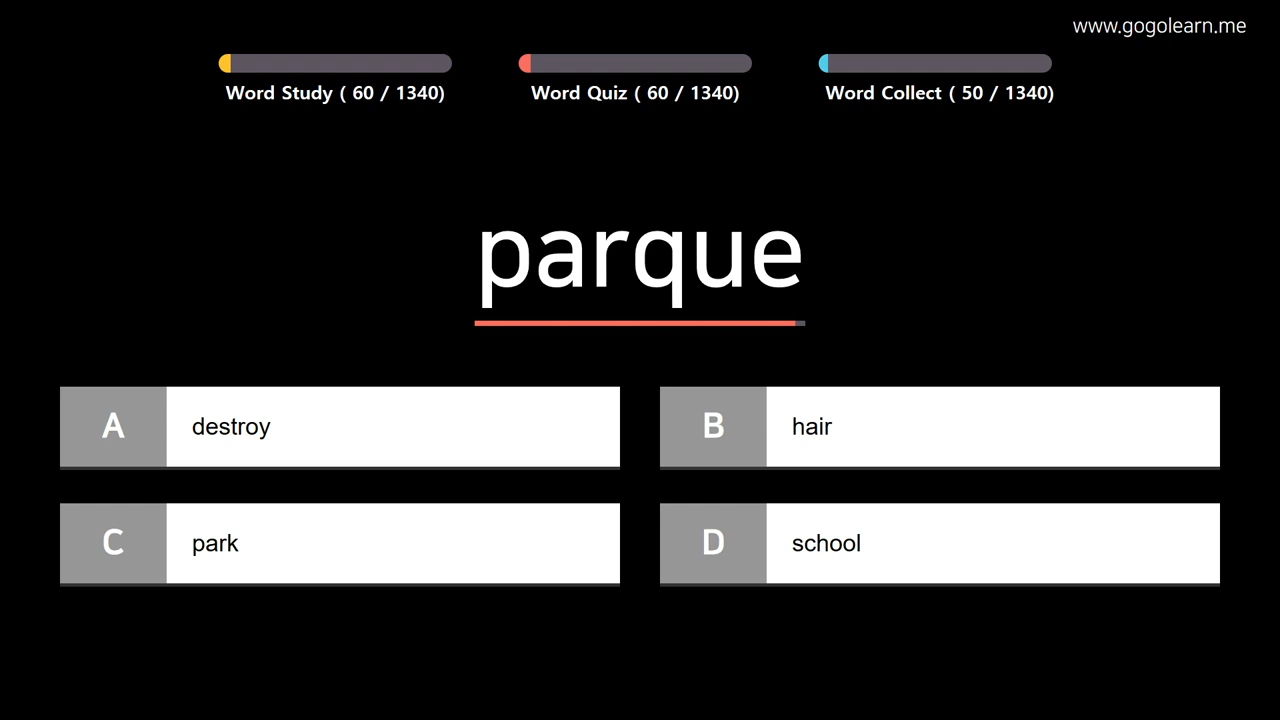 www.gogolearn.me
Word Study ( 60 / 1340)
Word Quiz ( 60 / 1340)
Word Collect ( 50 / 1340)
parque
A destroy
B hair
C park
D school